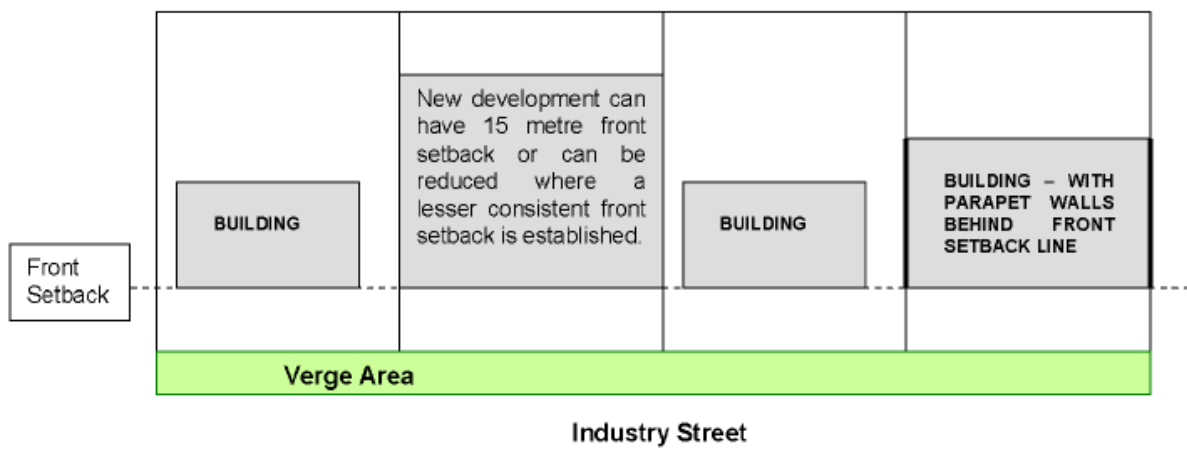 New development can
have 15 metre front
setback or can be
reduced where a
lesser consistent front
setback is established.
BUILDING
BUILDING
BUILDING – WITH
PARAPET WALLS
BEHIND FRONT
SETBACK LINE
Front
Setback
Verge Area
Industry Street